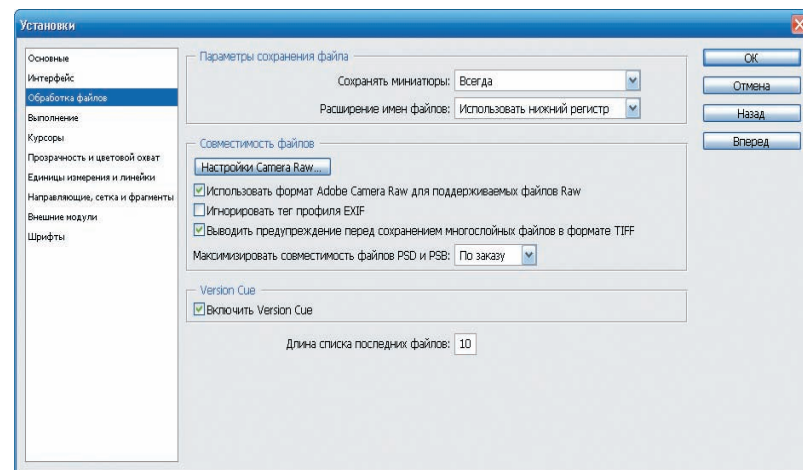 Установки
Основные
Интерфейс
Обработка файлов
Выполнение
Курсоры
Прозрачность и цветовой охват
Единицы измерения и линейки
Направляющие, сетка и фрагменты
Внешние модули
Шрифты
Параметры сохранения файла
Сохранять миниатюры: Всегда
Расширение имен файлов: Использовать нижний регистр
Совместимость файлов
Настройки Camera Raw...
Использовать формат Adobe Camera Raw для поддерживаемых файлов Raw
Игнорировать тег профиля EXIF
Выводить предупреждение перед сохранением многослойных файлов в формате TIFF
Максимизировать совместимость файлов PSD и PSB: По заказу
Version Cue
Включить Version Cue
Длина списка последних файлов: 10
ОК
Отмена
Назад
Вперед